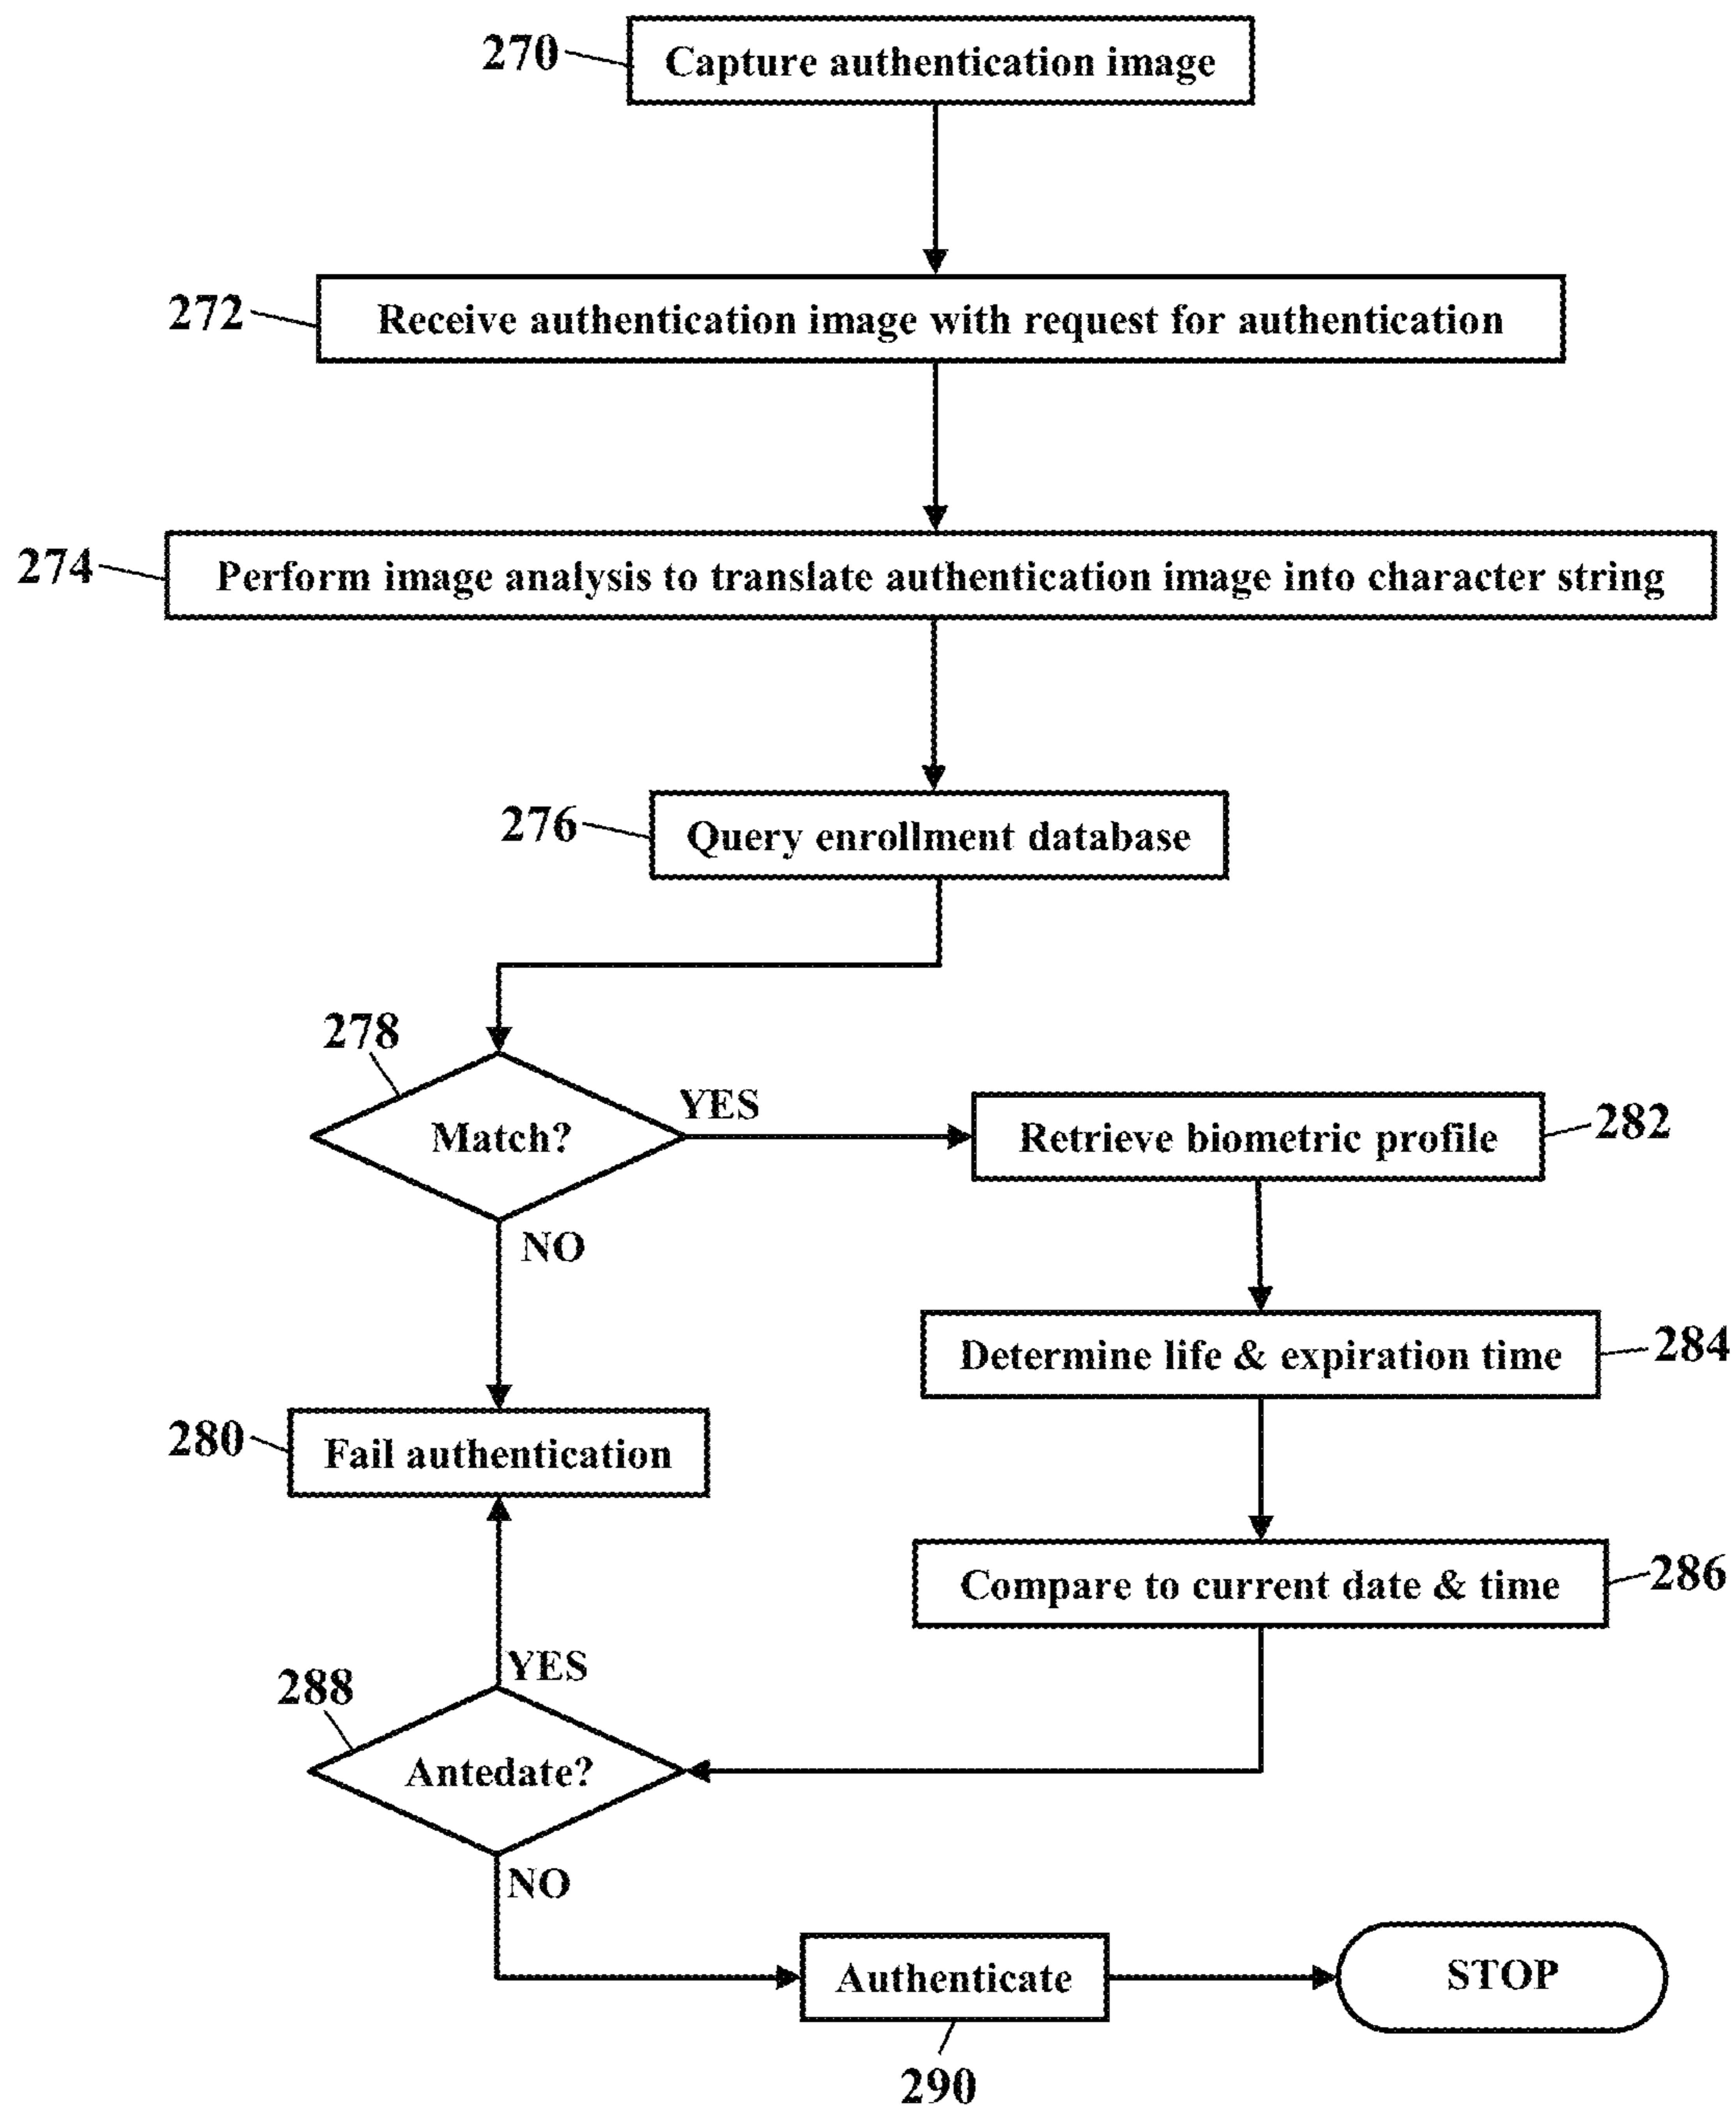 270
Capture authentication image
272
Receive authentication image with request for authentication
274
Perform image analysis to translate authentication image into character string
276
Query enrollment database
278
Match?
YES
NO
Retrieve biometric profile
282
Determine life & expiration time
284
280
Fail authentication
Compare to current date & time
286
288
YES
Antedate?
NO
Authenticate
290
STOP